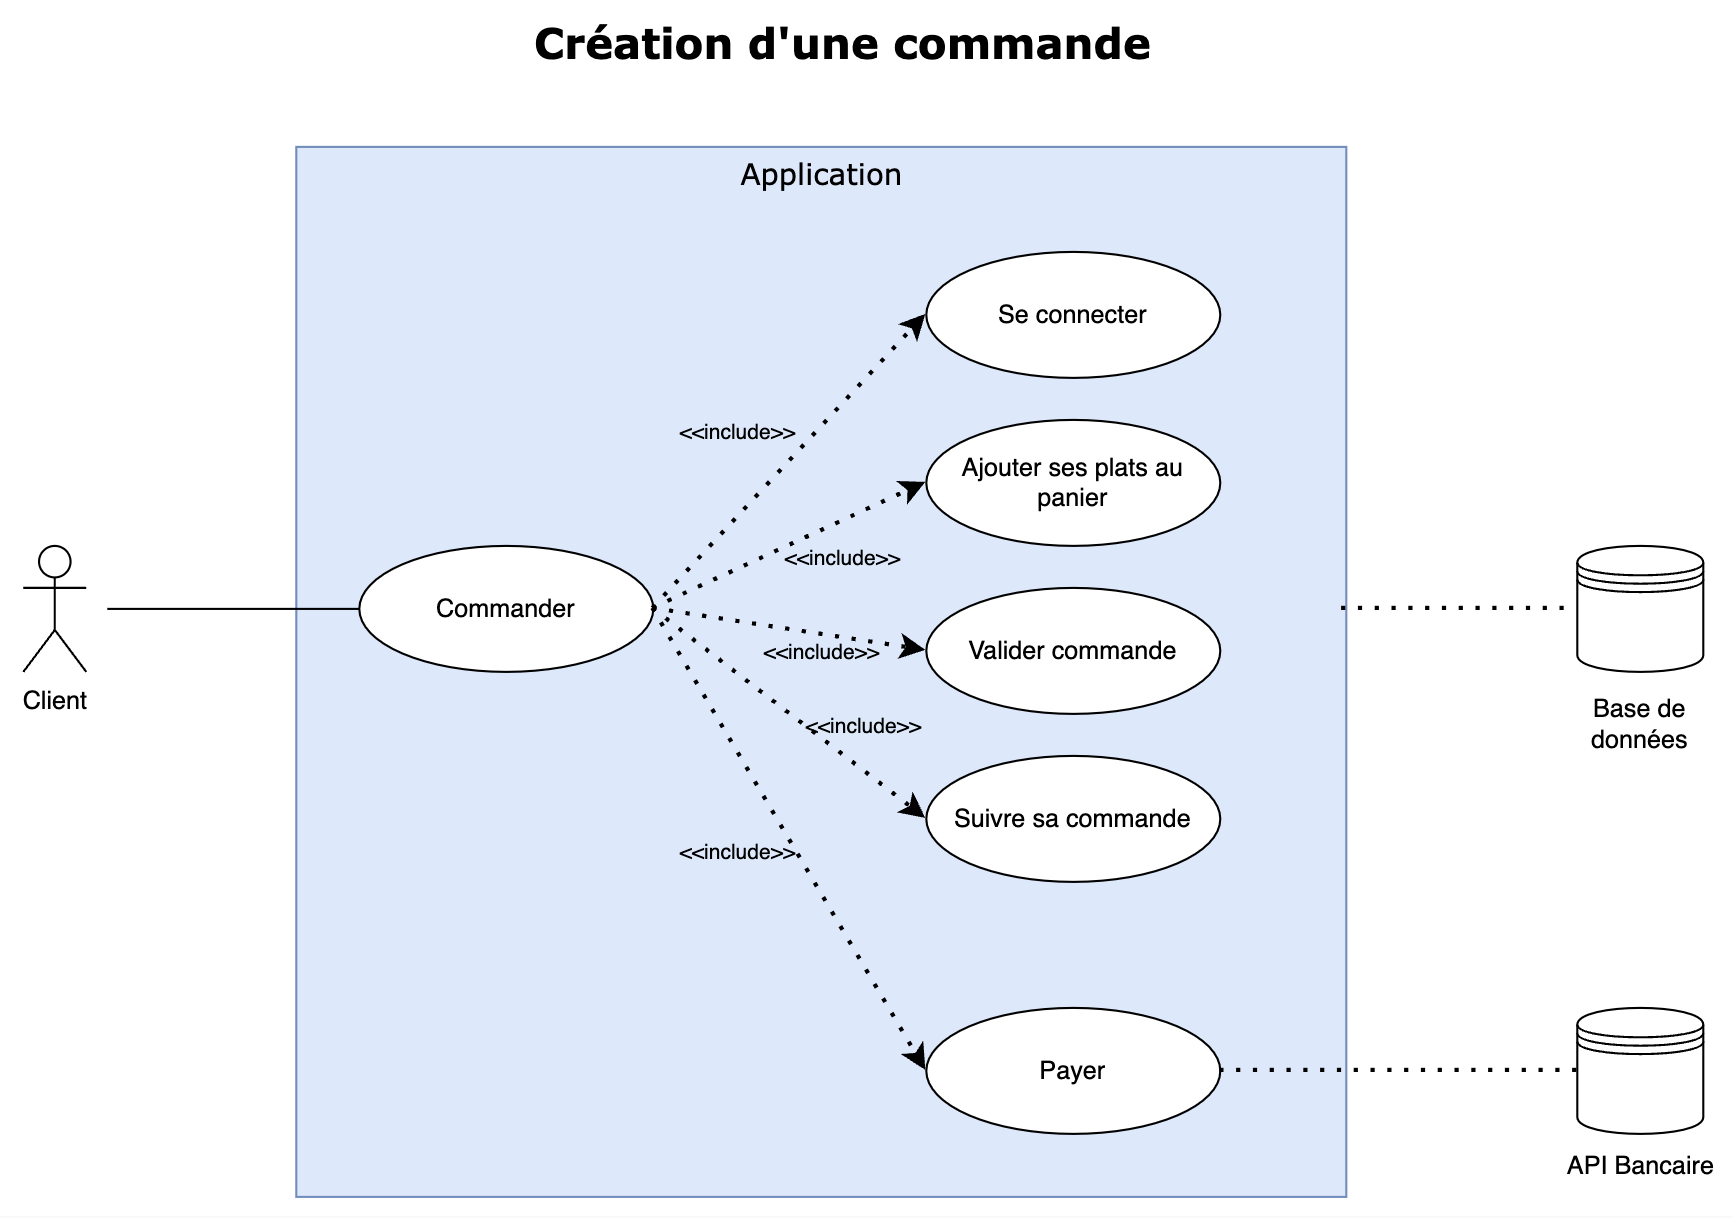 Création d'une commande
Application
Se connecter
<<include>>
Ajouter ses plats au
panier
<<include>>
Commander
Client
Valider commande
<<include>>
Base de
données
<<include>>
Suivre sa commande
<<include>>
Payer
API Bancaire